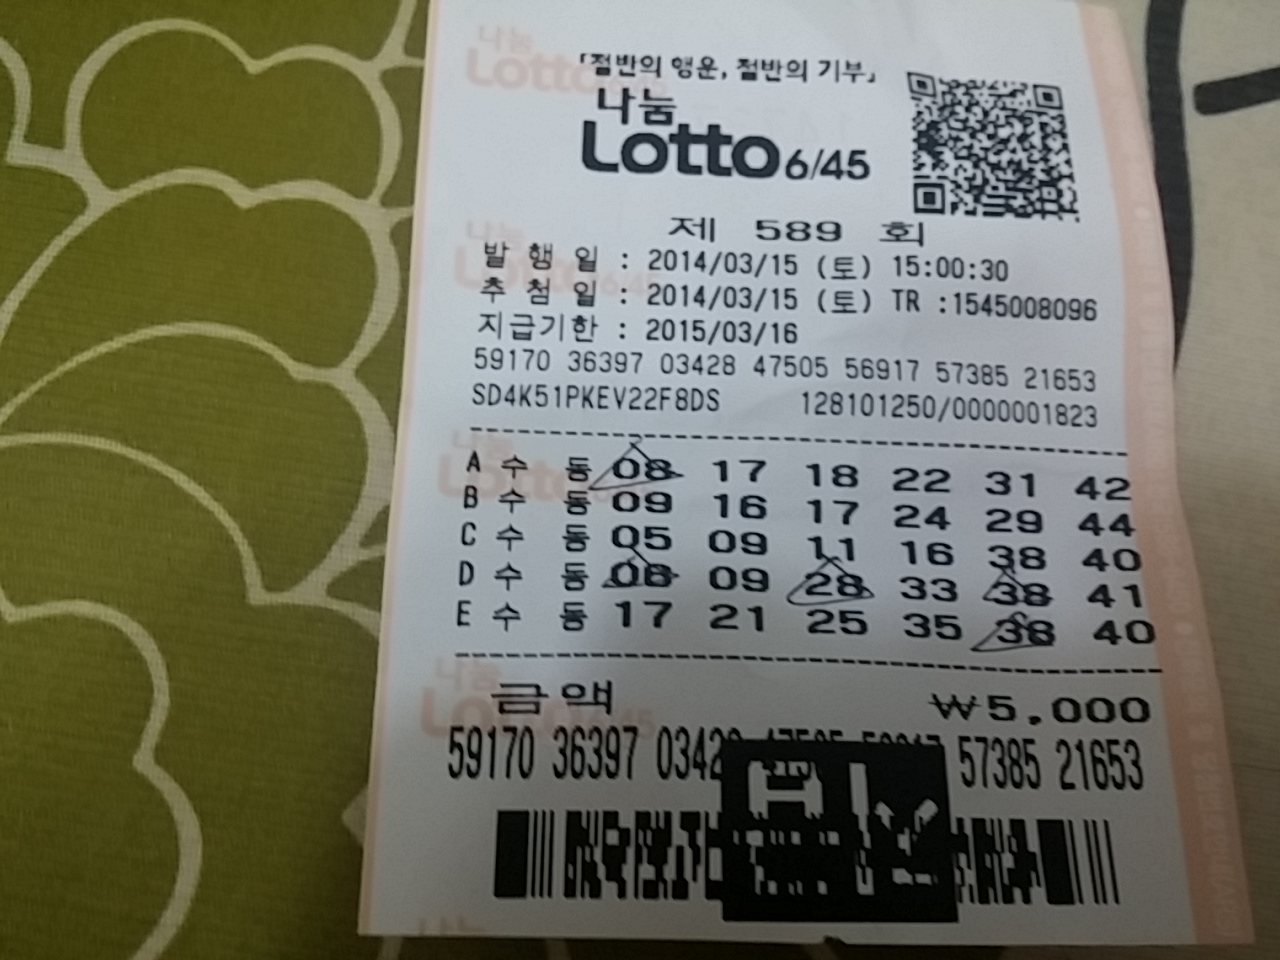 「절반의 행운, 절반의 기부」
나눔
Lotto 6/45
제 589 회
발 행 일 : 2014/03/15 (토) 15:00:30
추 첨 일 : 2014/03/15 (토) TR :1545008096
지급기한 : 2015/03/16
59170 36397 03428 47505 56917 57385 21653
SD4K51PKEV22F8DS 128101250/0000001823
A 수 동 08 17 18 22 31 42
B 수 동 09 16 17 24 29 44
C 수 동 05 09 11 16 38 40
D 수 동 08 09 28 33 38 41
E 수 동 17 21 25 35 38 40
금액 ₩5,000
59170 36397 57385 21653